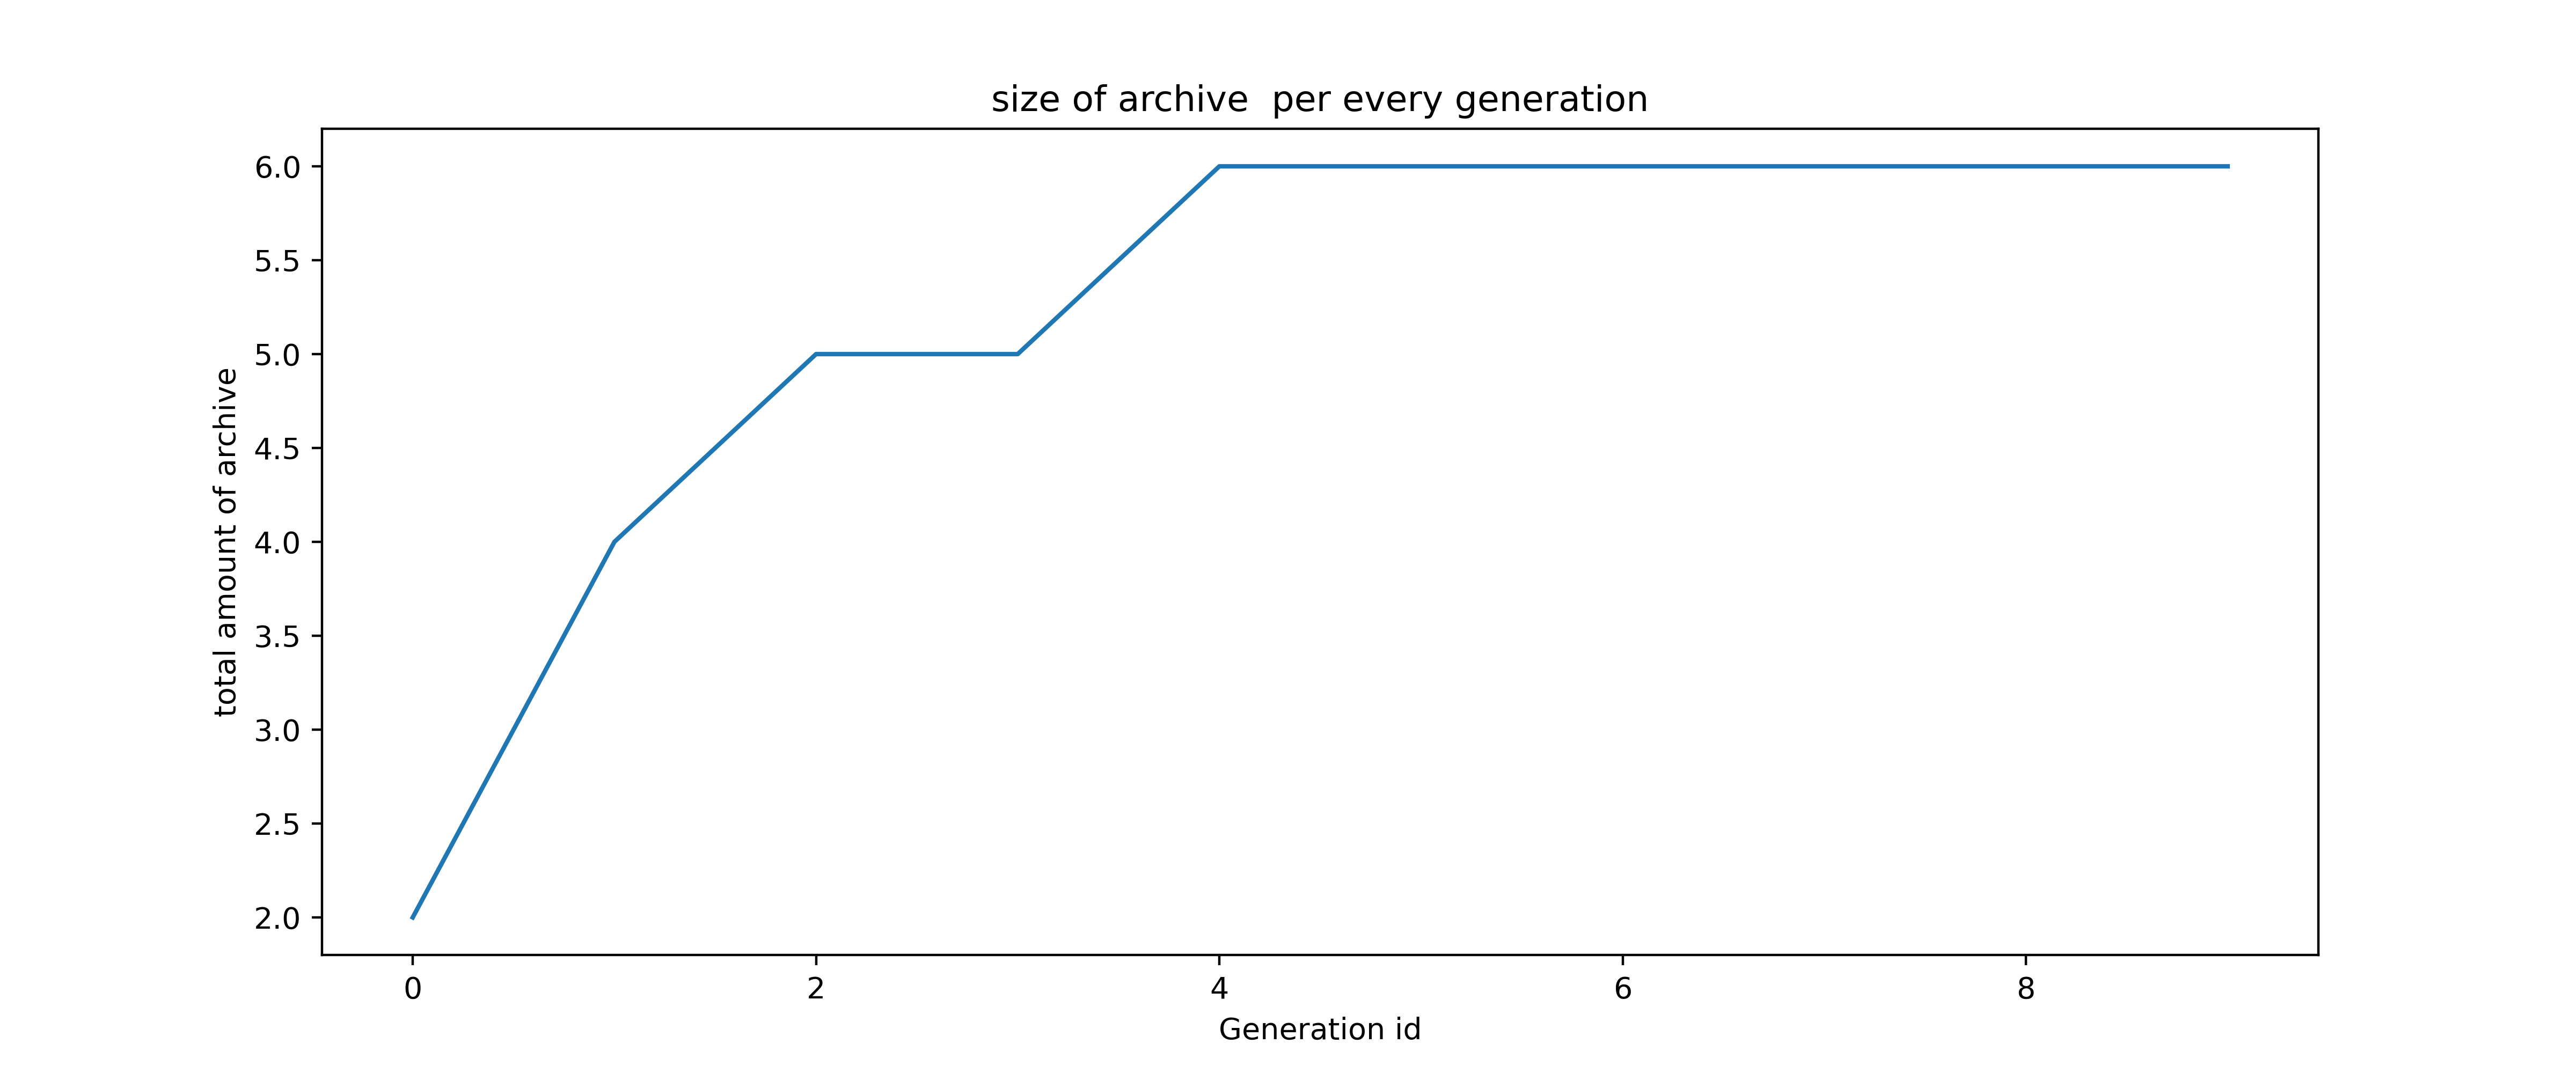 size of archive  per every generation
6.0
5.5
5.0
4.5
4.0
3.5
3.0
2.5
2.0
total amount of archive
0 2 4 6 8
Generation id